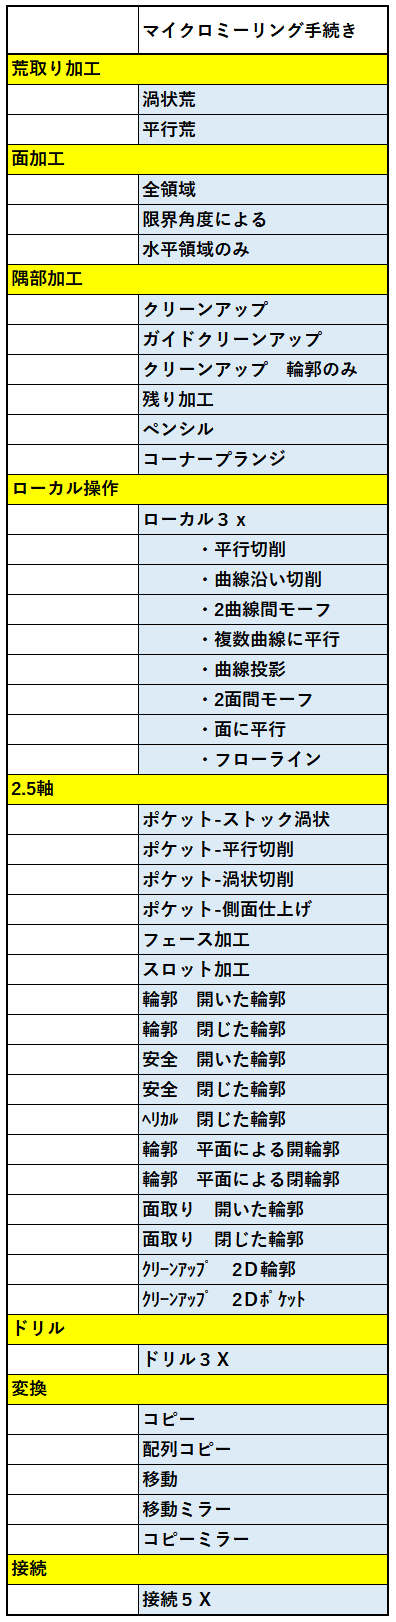 マイクロミーリング手続き
荒取り加工
渦状荒
平行荒
面加工
全領域
限界角度による
水平領域のみ
隅部加工
クリーンアップ
ガイドクリーンアップ
クリーンアップ　輪郭のみ
残り加工
ペンシル
コーナープランジ
ローカル操作
ローカル３ｘ
・平行切削
・曲線沿い切削
・2曲線間モーフ
・複数曲線に平行
・曲線投影
・2面間モーフ
・面に平行
・フローライン
2.5軸
ポケット-ストック渦状
ポケット-平行切削
ポケット-渦状切削
ポケット-側面仕上げ
フェース加工
スロット加工
輪郭　開いた輪郭
輪郭　閉じた輪郭
安全　開いた輪郭
安全　閉じた輪郭
ﾍﾘｶﾙ　閉じた輪郭
輪郭　平面による開輪郭
輪郭　平面による閉輪郭
面取り　開いた輪郭
面取り　閉じた輪郭
ｸﾘｰﾝｱｯﾌﾟ　2Ｄ輪郭
ｸﾘｰﾝｱｯﾌﾟ　2Ｄﾎﾟｹｯﾄ
ドリル
ドリル３Ｘ
変換
コピー
配列コピー
移動
移動ミラー
コピーミラー
接続
接続５Ｘ